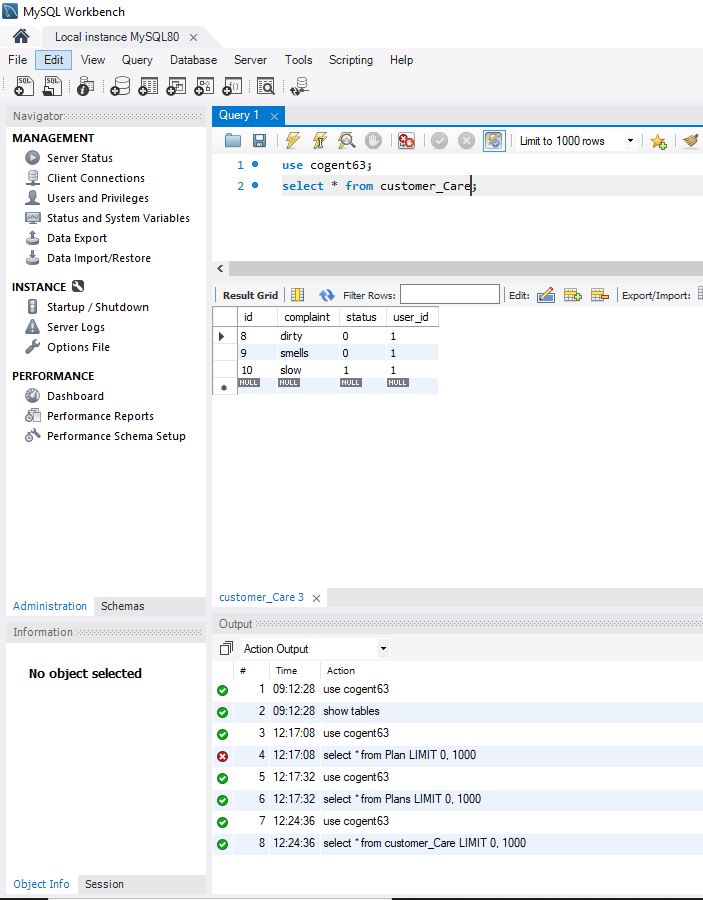 MySQL Workbench
Local instance MySQL80
File Edit View Query Database Server Tools Scripting Help
Navigator
MANAGEMENT
Server Status
Client Connections
Users and Privileges
Status and System Variables
Data Export
Data Import/Restore
INSTANCE
Startup / Shutdown
Server Logs
Options File
PERFORMANCE
Dashboard
Performance Reports
Performance Schema Setup
Administration Schemas
Information
No object selected
Object Info Session
Query 1
Limit to 1000 rows
1 use cogent63;
2 select * from customer_Care;
Result Grid Filter Rows: Edit: Export/Import:
id complaint status user_id
8 dirty 0 1
9 smells 0 1
10 slow 1 1
NULL NULL NULL NULL
customer_Care 3
Output
Action Output
# Time Action
1 09:12:28 use cogent63
2 09:12:28 show tables
3 12:17:08 use cogent63
4 12:17:08 select * from Plan LIMIT 0, 1000
5 12:17:32 use cogent63
6 12:17:32 select * from Plans LIMIT 0, 1000
7 12:24:36 use cogent63
8 12:24:36 select * from customer_Care LIMIT 0, 1000